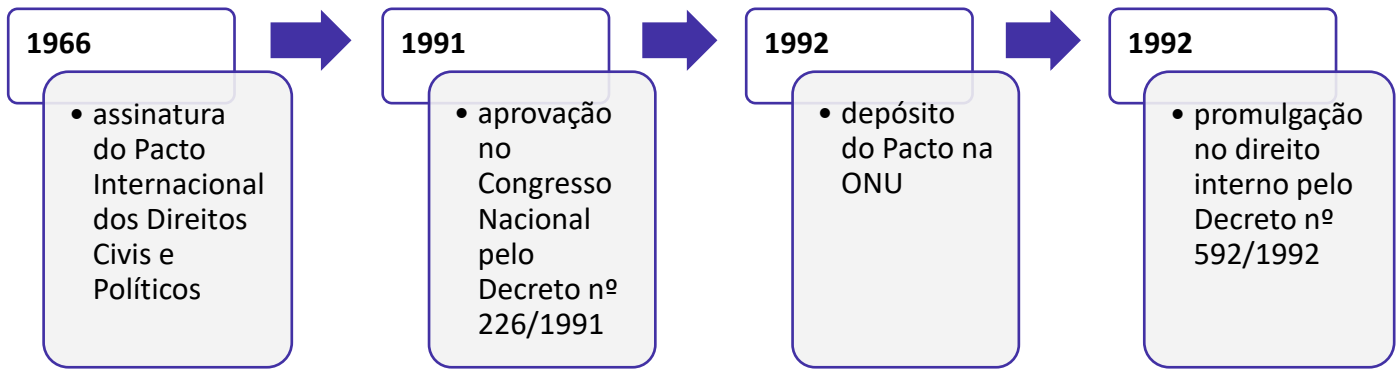 1966
• assinatura
do Pacto
Internacional
dos Direitos
Civis e
Políticos
1991
• aprovação
no
Congresso
Nacional
pelo
Decreto nº
226/1991
1992
• depósito
do Pacto na
ONU
1992
• promulgação
no direito
interno pelo
Decreto nº
592/1992